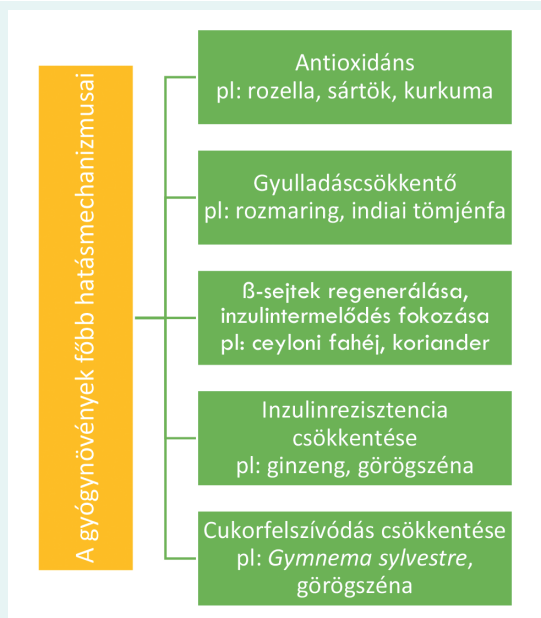 A gyógynövények főbb hatásmechanizmusai
Antioxidáns
pl: rozella, sártök, kurkuma
Gyulladáscsökkentő
pl: rozmaring, indiai tömjénfa
ß-sejtek regenerálása,
inzulintermelődés fokozása
pl: ceyloni fahéj, koriander
Inzulinrezisztencia
csökkentése
pl: ginzeng, görögszéna
Cukorfelszívódás csökkentése
pl: Gymnema sylvestre,
görögszéna